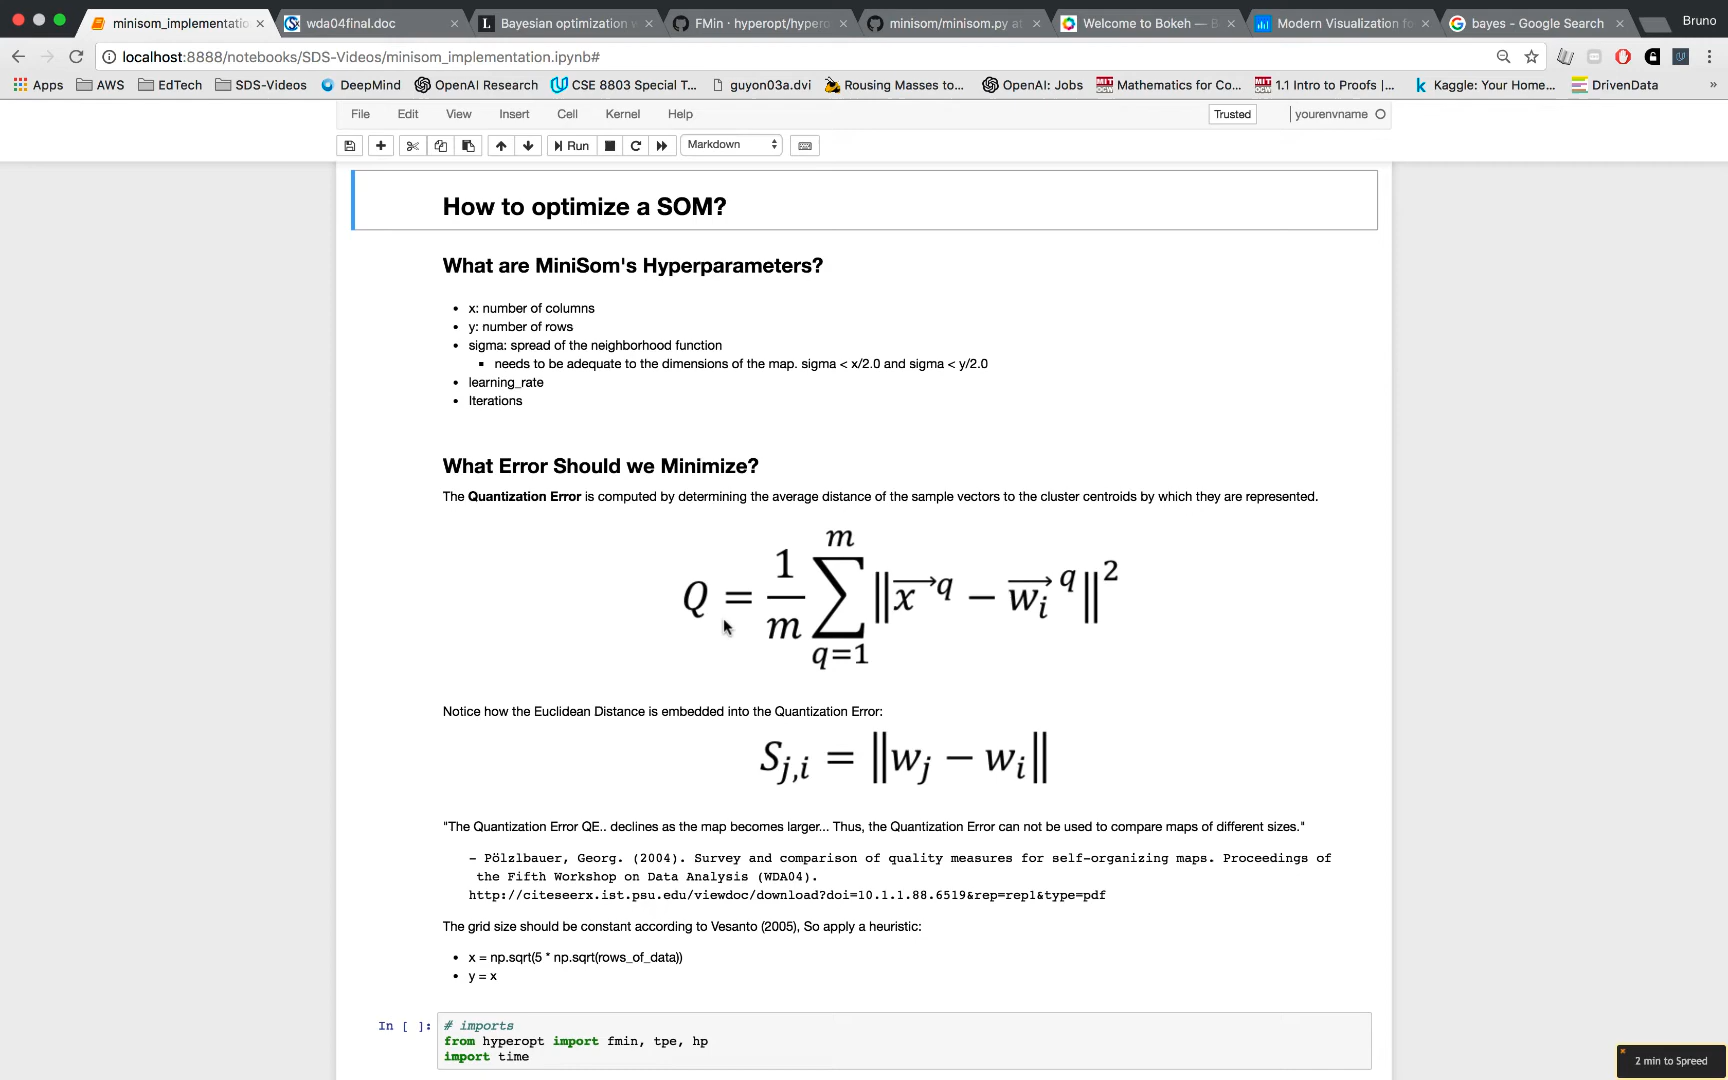 minisom_implementatio
wda04final.doc
Bayesian optimization w
FMin · hyperopt/hypero
minisom/minisom.py at
Welcome to Bokeh — B
Modern Visualization fo
bayes - Google Search
Bruno
localhost:8888/notebooks/SDS-Videos/minisom_implementation.ipynb#
Apps AWS EdTech SDS-Videos DeepMind OpenAI Research CSE 8803 Special T... guyon03a.dvi Rousing Masses to... OpenAI: Jobs Mathematics for Co... 1.1 Intro to Proofs |... Kaggle: Your Home... DrivenData »
File Edit View Insert Cell Kernel Help Trusted yourenvname
Run Markdown
How to optimize a SOM?
What are MiniSom's Hyperparameters?
• x: number of columns
• y: number of rows
• sigma: spread of the neighborhood function
▪ needs to be adequate to the dimensions of the map. sigma < x/2.0 and sigma < y/2.0
• learning_rate
• Iterations
What Error Should we Minimize?
The Quantization Error is computed by determining the average distance of the sample vectors to the cluster centroids by which they are represented.
Q = 1/m ∑_{q=1}^{m} ‖x⃗^q − w⃗_i^q‖²
Notice how the Euclidean Distance is embedded into the Quantization Error:
S_{j,i} = ‖w_j − w_i‖
"The Quantization Error QE.. declines as the map becomes larger... Thus, the Quantization Error can not be used to compare maps of different sizes."
– Pölzlbauer, Georg. (2004). Survey and comparison of quality measures for self-organizing maps. Proceedings of
the Fifth Workshop on Data Analysis (WDA04).
http://citeseerx.ist.psu.edu/viewdoc/download?doi=10.1.1.88.6519&rep=rep1&type=pdf
The grid size should be constant according to Vesanto (2005), So apply a heuristic:
• x = np.sqrt(5 * np.sqrt(rows_of_data))
• y = x
In [ ]: # imports
from hyperopt import fmin, tpe, hp
import time
2 min to Spreed